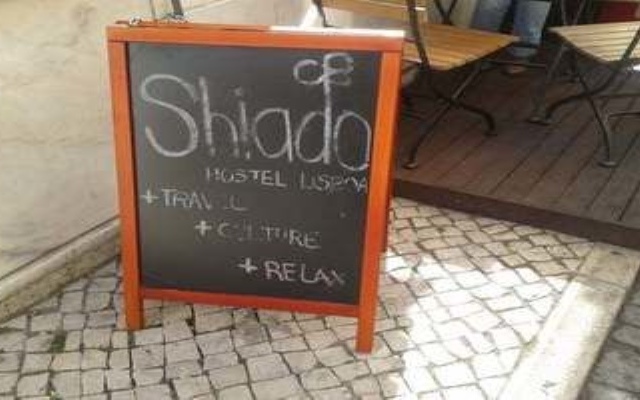 Shiado
HOSTEL LISBOA
+ TRAVEL
+ CULTURE
+ RELAX